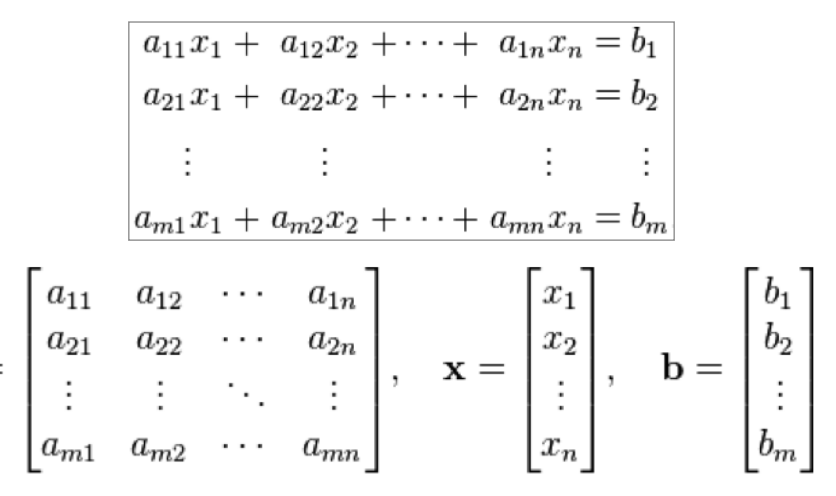 a₁₁x₁ + a₁₂x₂ + ··· + a₁ₙxₙ = b₁
a₂₁x₁ + a₂₂x₂ + ··· + a₂ₙxₙ = b₂
⋮ ⋮ ⋮ ⋮
aₘ₁x₁ + aₘ₂x₂ + ··· + aₘₙxₙ = bₘ
= [a₁₁ a₁₂ ··· a₁ₙ; a₂₁ a₂₂ ··· a₂ₙ; ⋮ ⋮ ⋱ ⋮; aₘ₁ aₘ₂ ··· aₘₙ], x = [x₁; x₂; ⋮; xₙ], b = [b₁; b₂; ⋮; bₘ]